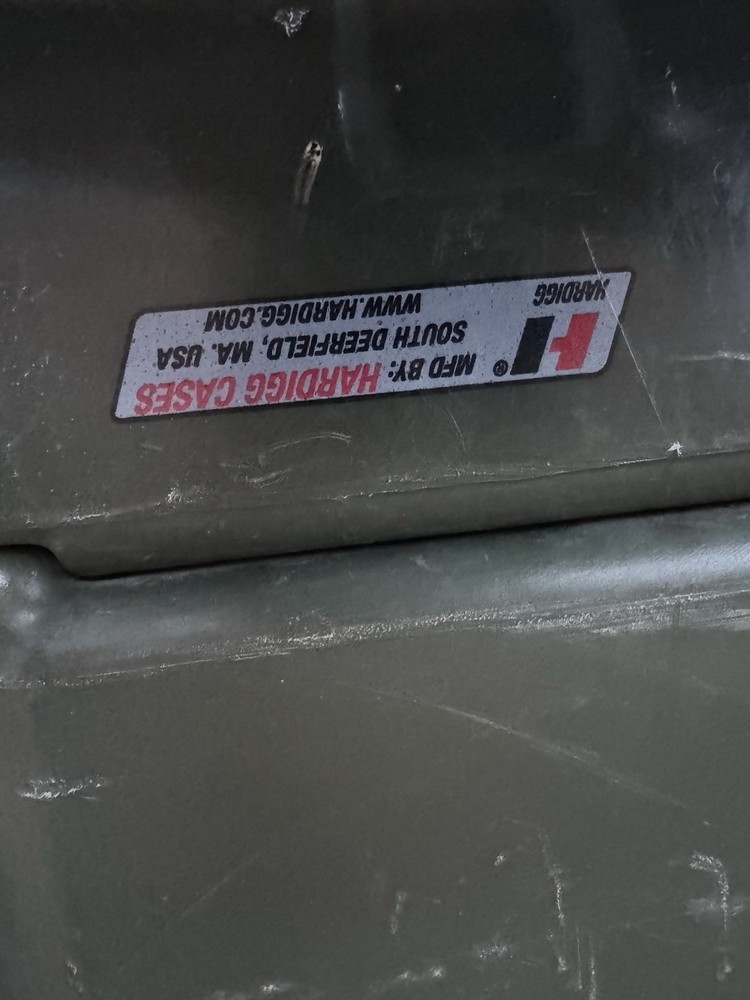 MFD BY: HARDIGG CASES
SOUTH DEERFIELD, MA. USA
WWW.HARDIGG.COM
H®
HARDIGG